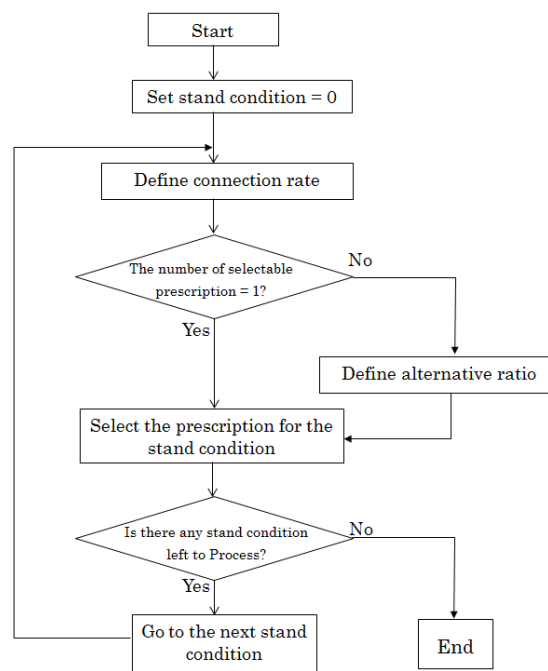 Start
Set stand condition = 0
Define connection rate
The number of selectable
prescription = 1?
No
Yes
Define alternative ratio
Select the prescription for the
stand condition
Is there any stand condition
left to Process?
No
Yes
Go to the next stand
condition
End